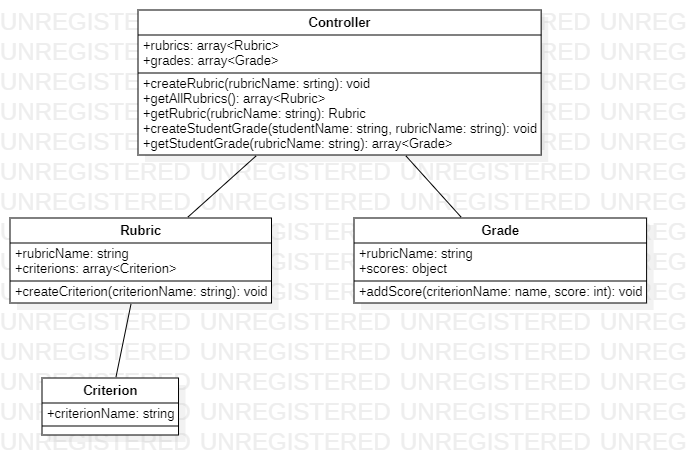 Controller
+rubrics: array<Rubric>
+grades: array<Grade>
+createRubric(rubricName: srting): void
+getAllRubrics(): array<Rubric>
+getRubric(rubricName: string): Rubric
+createStudentGrade(studentName: string, rubricName: string): void
+getStudentGrade(rubricName: string): array<Grade>
Rubric
+rubricName: string
+criterions: array<Criterion>
+createCriterion(criterionName: string): void
Grade
+rubricName: string
+scores: object
+addScore(criterionName: name, score: int): void
Criterion
+criterionName: string
UNREGISTERED UNREGISTERED UNREGISTERED UNREGISTERED